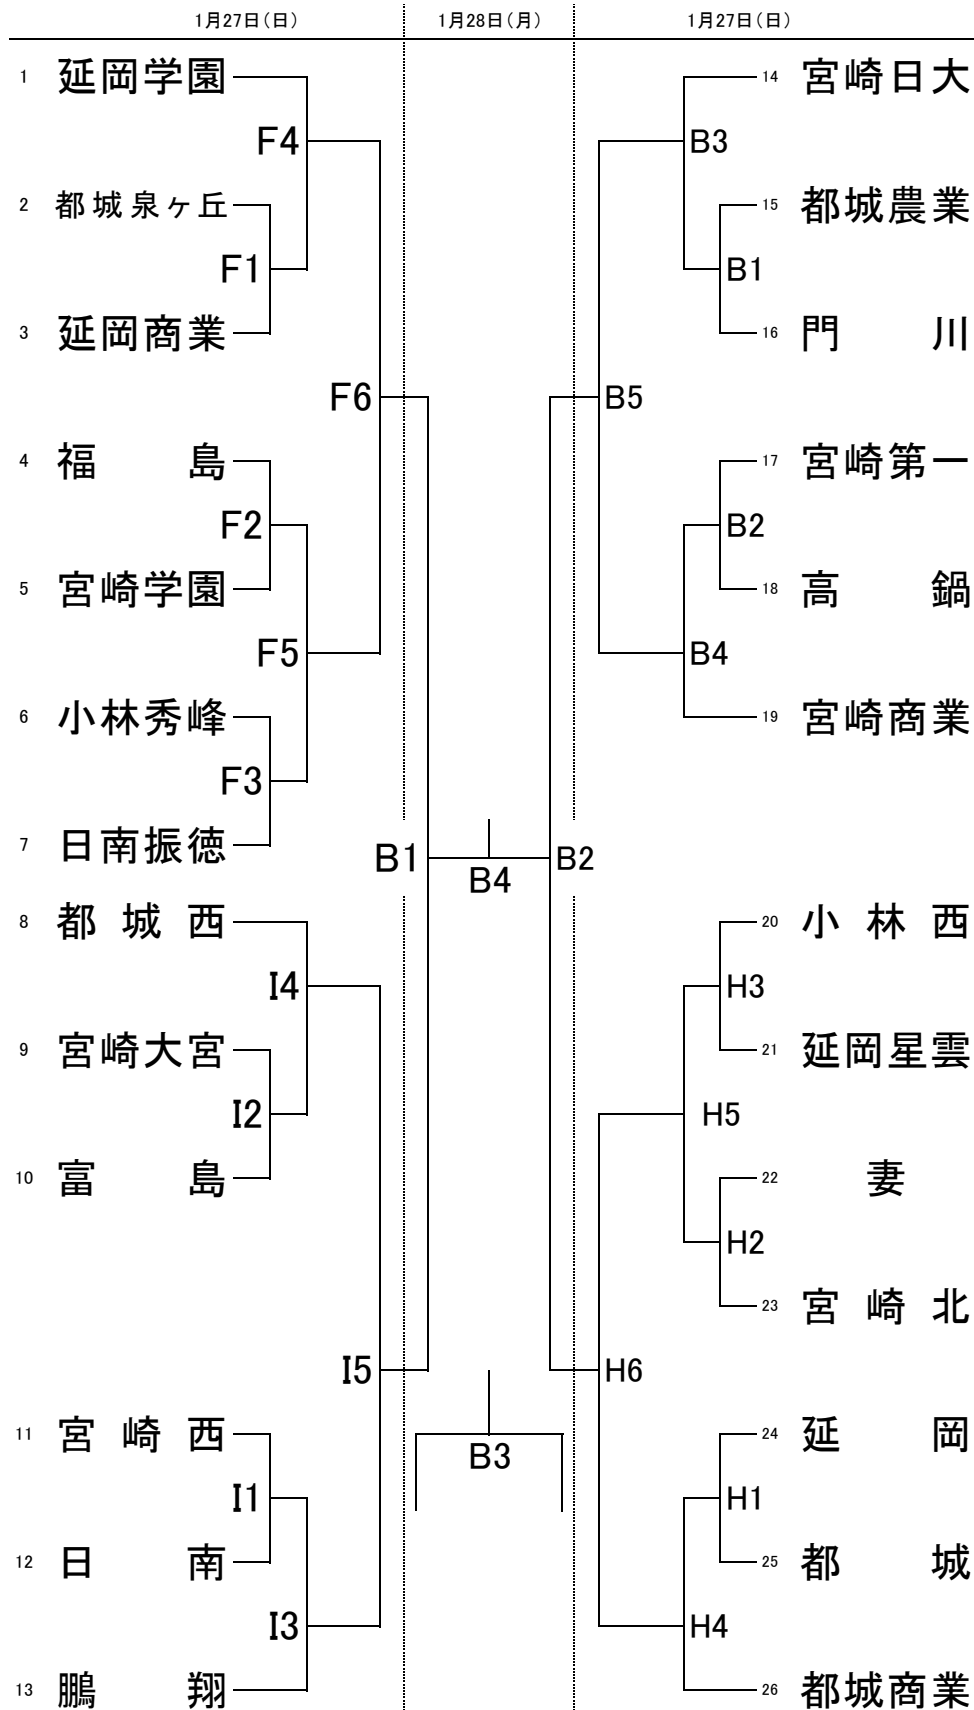 1月27日(日) 1月28日(月) 1月27日(日)
1 延岡学園 14 宮崎日大
F4 B3
2 都城泉ヶ丘 15 都城農業
F1 B1
3 延岡商業 16 門川
F6 B5
4 福島 17 宮崎第一
F2 B2
5 宮崎学園 18 高鍋
F5 B4
6 小林秀峰 19 宮崎商業
F3
7 日南振徳
B1 B4 B2
8 都城西 20 小林西
I4 H3
9 宮崎大宮 21 延岡星雲
I2 H5
10 富島 22 妻
H2
23 宮崎北
I5 H6
11 宮崎西 24 延岡
B3
I1 H1
12 日南 25 都城
I3 H4
13 鵬翔 26 都城商業